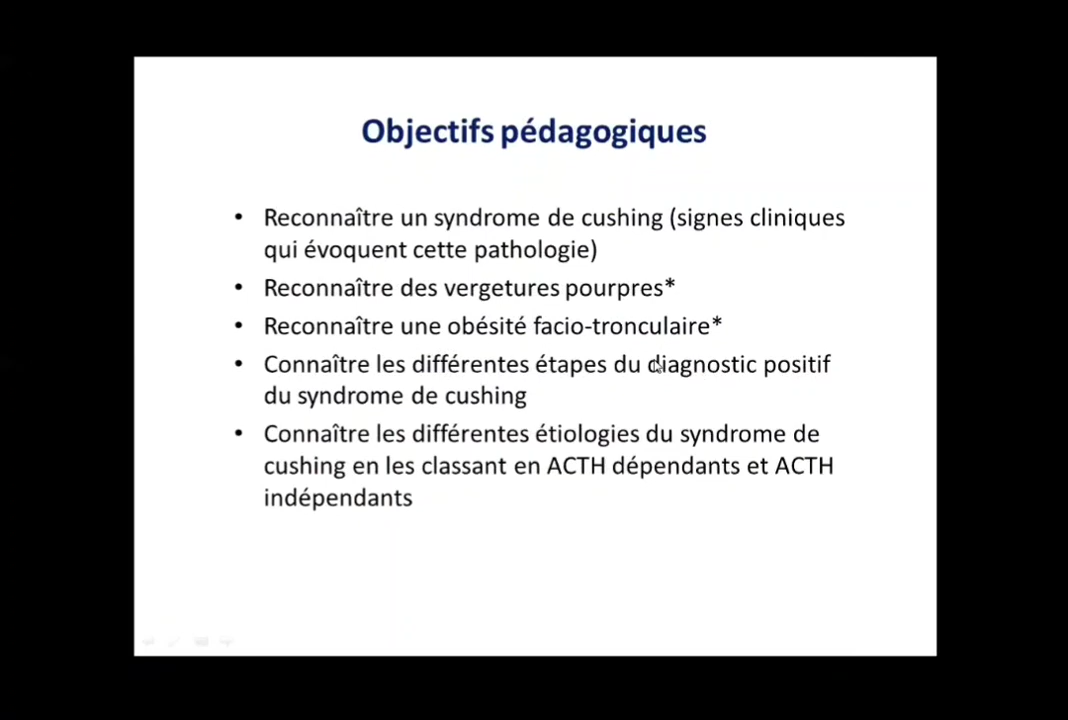 Objectifs pédagogiques
• Reconnaître un syndrome de cushing (signes cliniques
qui évoquent cette pathologie)
• Reconnaître des vergetures pourpres*
• Reconnaître une obésité facio-tronculaire*
• Connaître les différentes étapes du diagnostic positif
du syndrome de cushing
• Connaître les différentes étiologies du syndrome de
cushing en les classant en ACTH dépendants et ACTH
indépendants